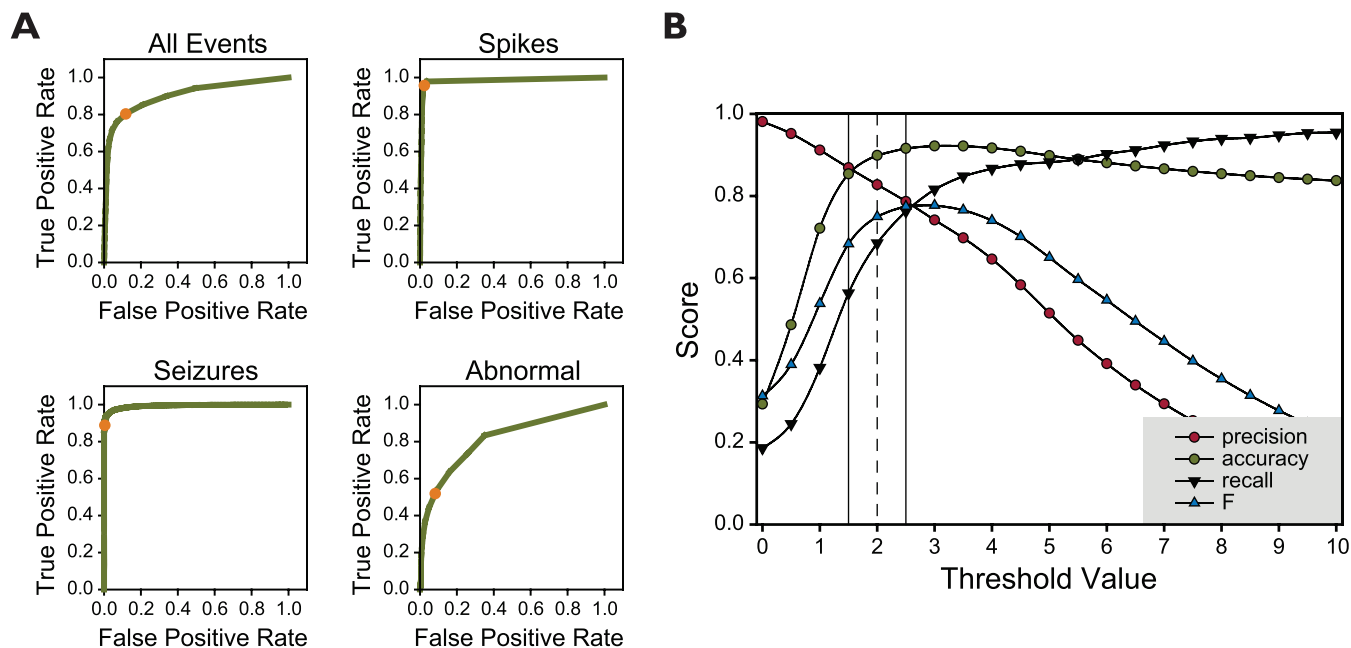 A
All Events
True Positive Rate
1.0
0.8
0.6
0.4
0.2
0.0
0.0 0.2 0.4 0.6 0.8 1.0
False Positive Rate
Spikes
True Positive Rate
1.0
0.8
0.6
0.4
0.2
0.0
0.0 0.2 0.4 0.6 0.8 1.0
False Positive Rate
Seizures
True Positive Rate
1.0
0.8
0.6
0.4
0.2
0.0
0.0 0.2 0.4 0.6 0.8 1.0
False Positive Rate
Abnormal
True Positive Rate
1.0
0.8
0.6
0.4
0.2
0.0
0.0 0.2 0.4 0.6 0.8 1.0
False Positive Rate
B
Score
1.0
0.8
0.6
0.4
0.2
0.0
precision
accuracy
recall
F
0 1 2 3 4 5 6 7 8 9 10
Threshold Value